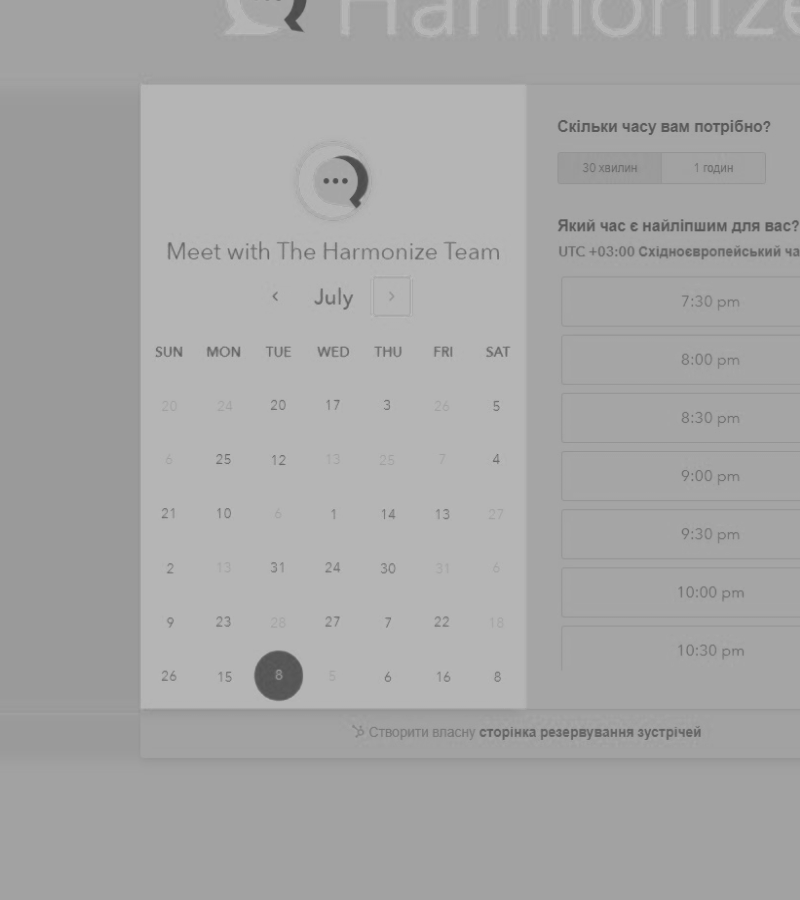 Harmonize
Meet with The Harmonize Team
July
SUN MON TUE WED THU FRI SAT
20 24 20 17 3 26 5
6 25 12 13 25 7 4
21 10 6 1 14 13 27
2 13 31 24 30 31 6
9 23 28 27 7 22 18
26 15 8 5 6 16 8
Скільки часу вам потрібно?
30 хвилин 1 годин
Який час є найліпшим для вас?
UTC +03:00 Східноєвропейський ча
7:30 pm
8:00 pm
8:30 pm
9:00 pm
9:30 pm
10:00 pm
10:30 pm
Створити власну сторінка резервування зустрічей